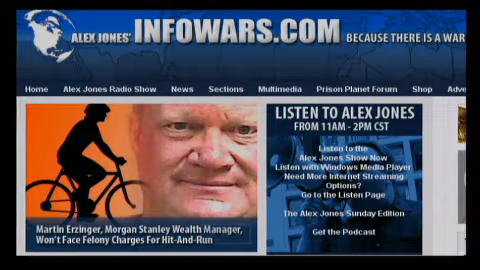 ALEX JONES' INFOWARS.COM BECAUSE THERE IS A WAR
Home Alex Jones Radio Show News Sections Multimedia Prison Planet Forum Shop Adve
LISTEN TO ALEX JONES
FROM 11AM - 2PM CST
Listen to the
Alex Jones Show Now
Listen with Windows Media Player
Need More Internet Streaming
Options?
Go to the Listen Page
The Alex Jones Sunday Edition
Get the Podcast
Martin Erzinger, Morgan Stanley Wealth Manager,
Won't Face Felony Charges For Hit-And-Run